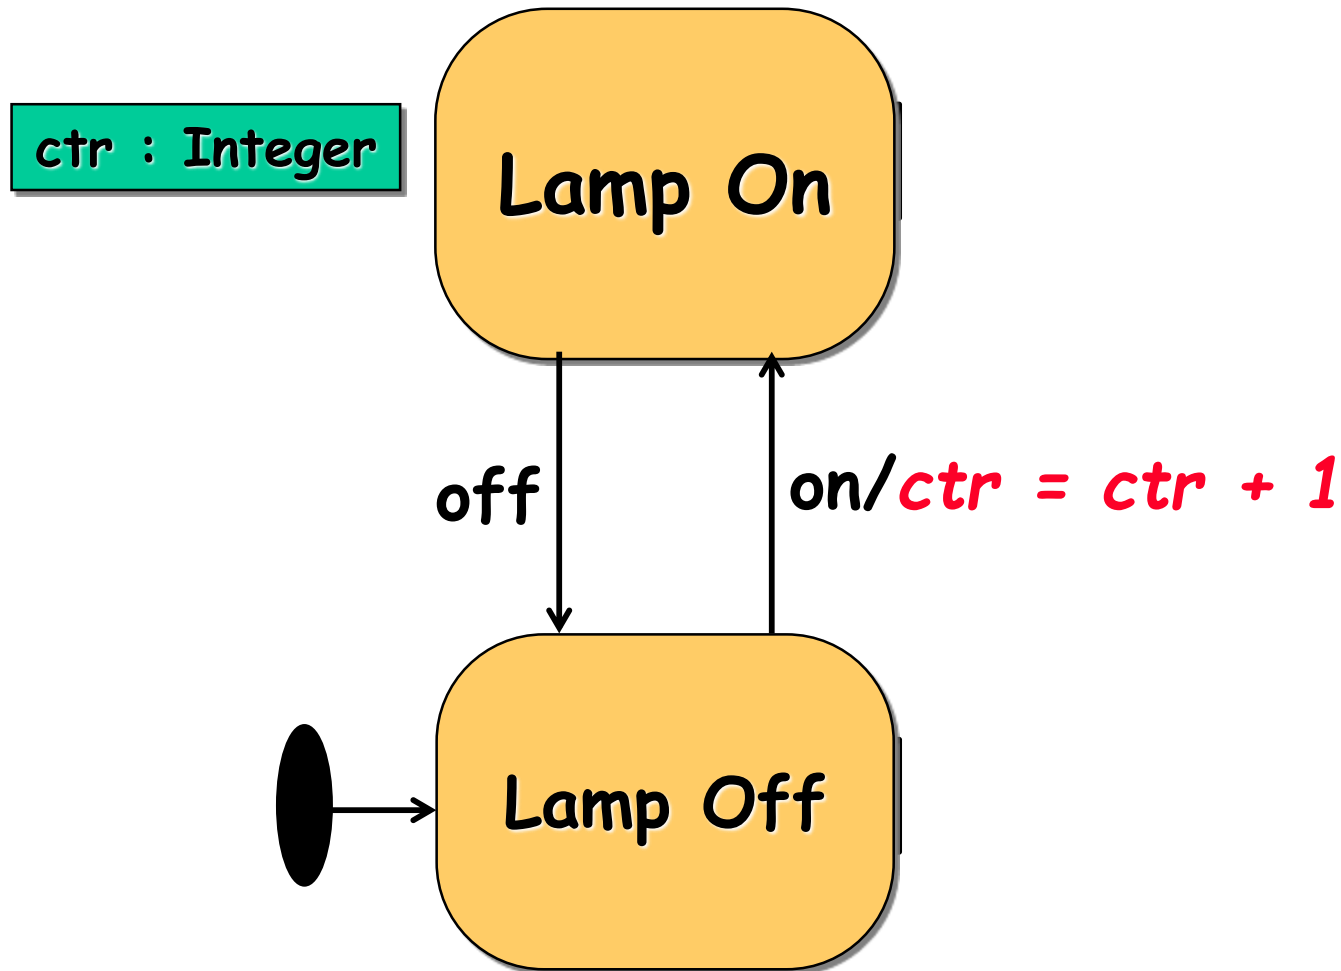 ctr : Integer
Lamp On
off
on/ctr = ctr + 1
Lamp Off